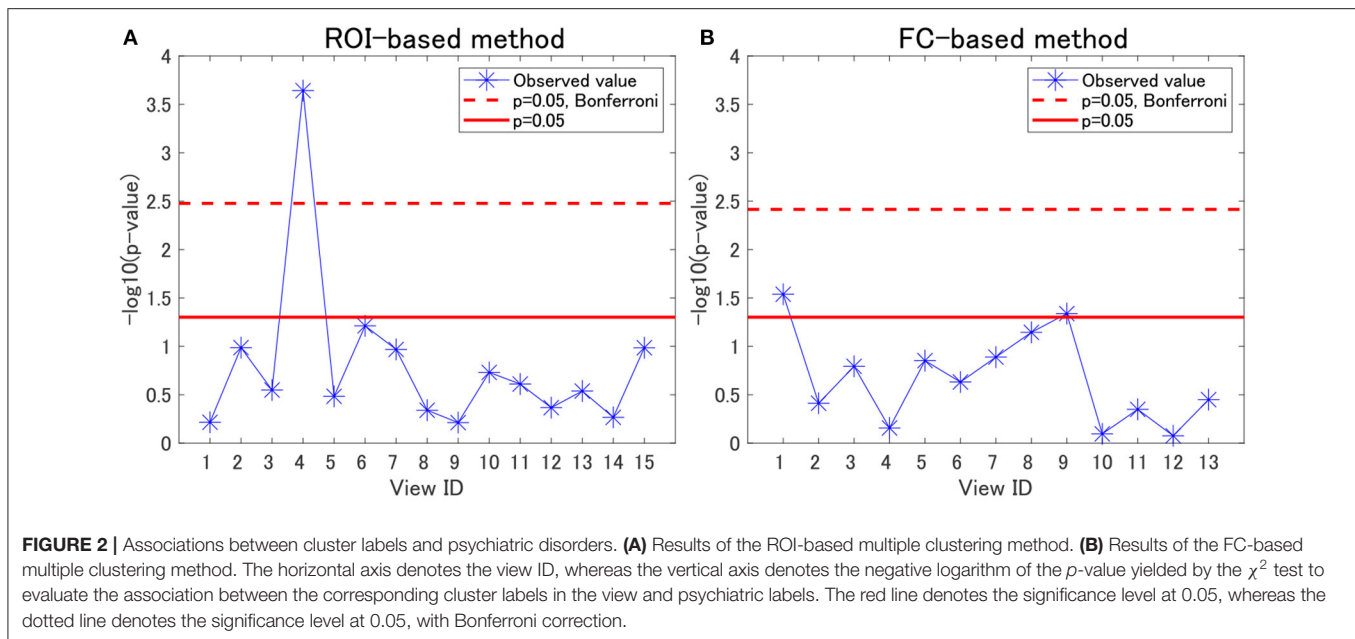 A
ROI-based method
4
3.5
3
2.5
2
1.5
1
0.5
0
-log10(p-value)
Observed value
p=0.05, Bonferroni
p=0.05
1 2 3 4 5 6 7 8 9 10 11 12 13 14 15
View ID
B
FC-based method
4
3.5
3
2.5
2
1.5
1
0.5
0
-log10(p-value)
Observed value
p=0.05, Bonferroni
p=0.05
1 2 3 4 5 6 7 8 9 10 11 12 13
View ID
FIGURE 2 | Associations between cluster labels and psychiatric disorders. (A) Results of the ROI-based multiple clustering method. (B) Results of the FC-based
multiple clustering method. The horizontal axis denotes the view ID, whereas the vertical axis denotes the negative logarithm of the p-value yielded by the χ² test to
evaluate the association between the corresponding cluster labels in the view and psychiatric labels. The red line denotes the significance level at 0.05, whereas the
dotted line denotes the significance level at 0.05, with Bonferroni correction.